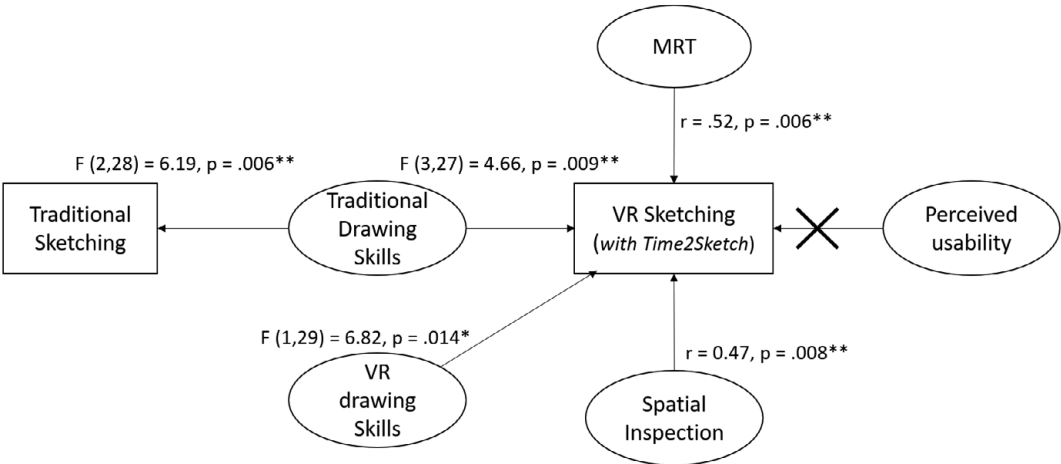 MRT
r = .52, p = .006**
F (2,28) = 6.19, p = .006**
F (3,27) = 4.66, p = .009**
Traditional
Sketching
Traditional
Drawing
Skills
VR Sketching
(with Time2Sketch)
Perceived
usability
F (1,29) = 6.82, p = .014*
r = 0.47, p = .008**
VR
drawing
Skills
Spatial
Inspection